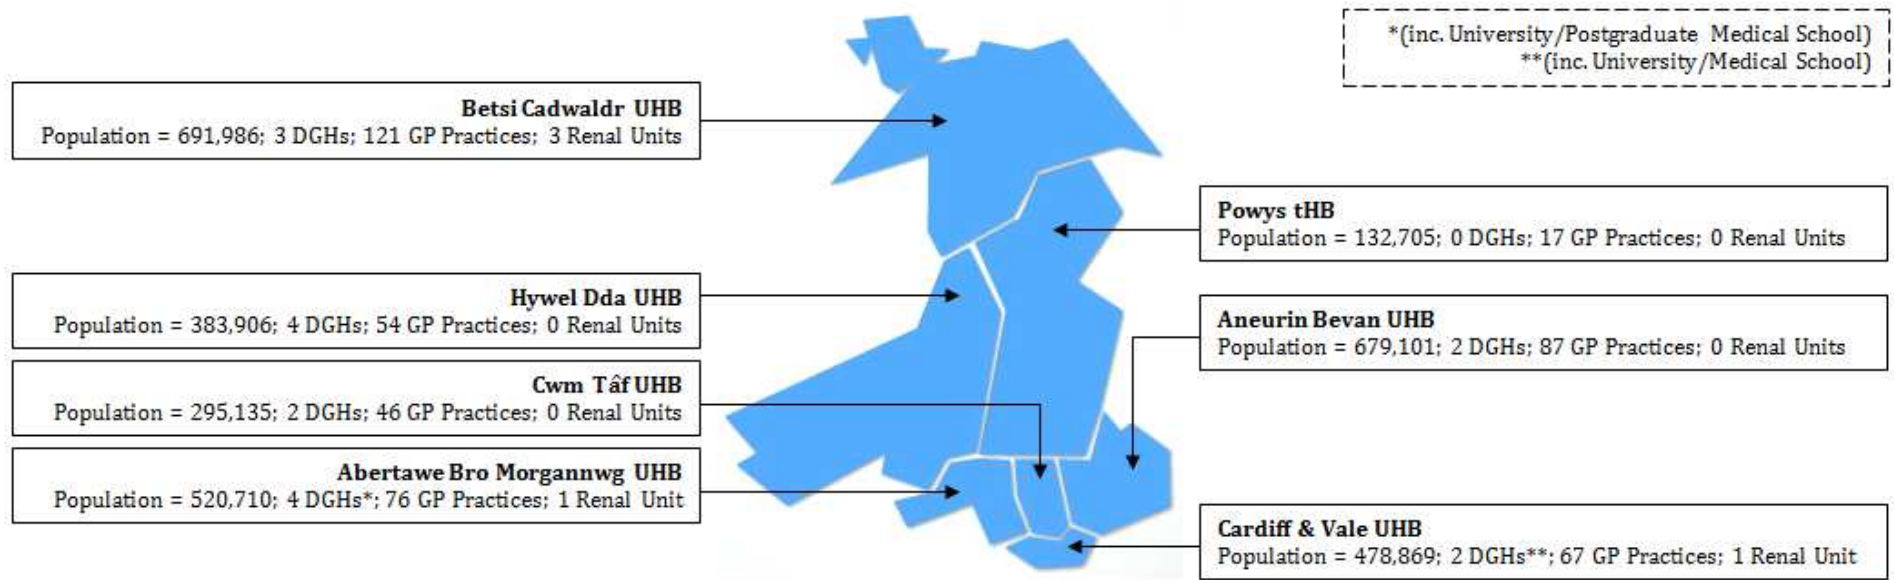 *(inc. University/Postgraduate Medical School)
**(inc. University/Medical School)
Betsi Cadwaldr UHB
Population = 691,986; 3 DGHs; 121 GP Practices; 3 Renal Units
Powys tHB
Population = 132,705; 0 DGHs; 17 GP Practices; 0 Renal Units
Hywel Dda UHB
Population = 383,906; 4 DGHs; 54 GP Practices; 0 Renal Units
Aneurin Bevan UHB
Population = 679,101; 2 DGHs; 87 GP Practices; 0 Renal Units
Cwm Tâf UHB
Population = 295,135; 2 DGHs; 46 GP Practices; 0 Renal Units
Abertawe Bro Morgannwg UHB
Population = 520,710; 4 DGHs*; 76 GP Practices; 1 Renal Unit
Cardiff & Vale UHB
Population = 478,869; 2 DGHs**; 67 GP Practices; 1 Renal Unit